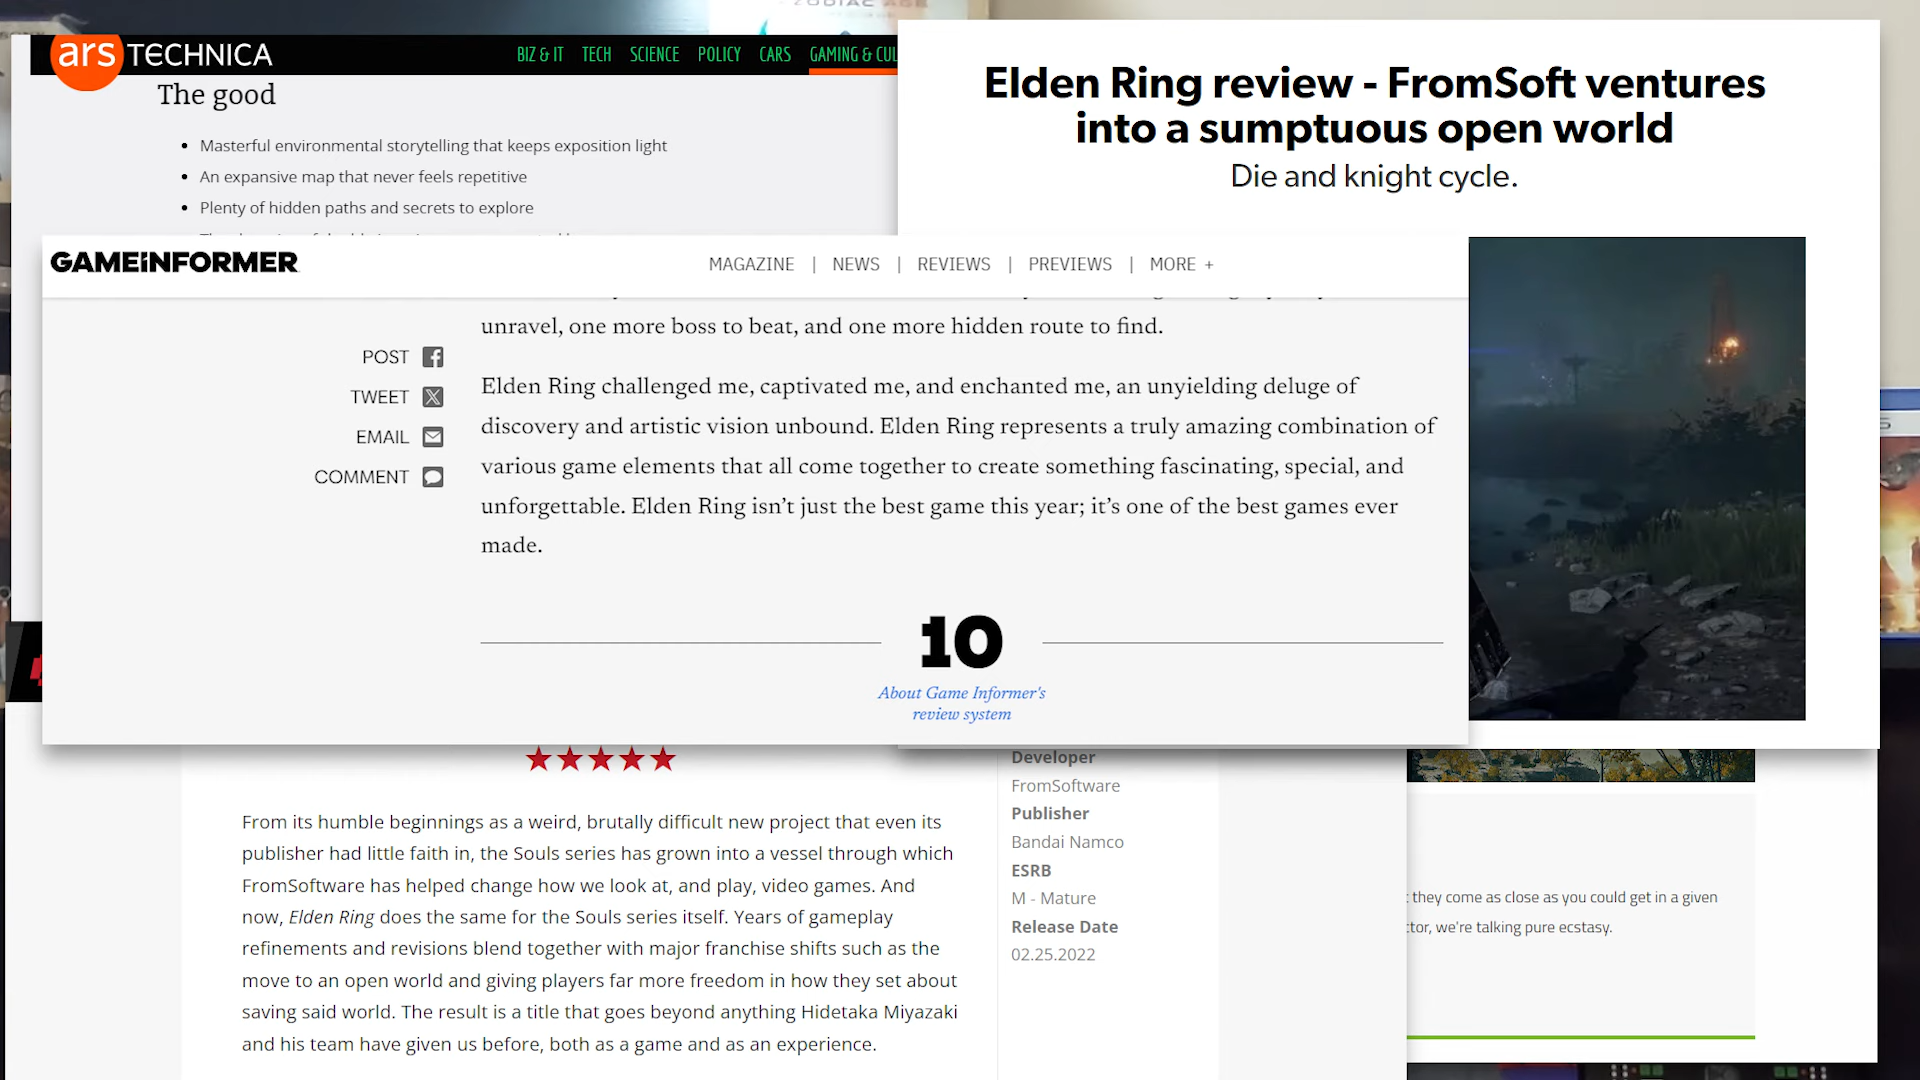 ZODIAC AGE
ars TECHNICA
BIZ & IT TECH SCIENCE POLICY CARS GAMING & CUL
The good
Masterful environmental storytelling that keeps exposition light
An expansive map that never feels repetitive
Plenty of hidden paths and secrets to explore
Elden Ring review - FromSoft ventures
into a sumptuous open world
Die and knight cycle.
GAMEINFORMER
MAGAZINE | NEWS | REVIEWS | PREVIEWS | MORE +
unravel, one more boss to beat, and one more hidden route to find.
POST
TWEET
EMAIL
COMMENT
Elden Ring challenged me, captivated me, and enchanted me, an unyielding deluge of
discovery and artistic vision unbound. Elden Ring represents a truly amazing combination of
various game elements that all come together to create something fascinating, special, and
unforgettable. Elden Ring isn’t just the best game this year; it’s one of the best games ever
made.
10
About Game Informer's
review system
★★★★★
From its humble beginnings as a weird, brutally difficult new project that even its
publisher had little faith in, the Souls series has grown into a vessel through which
FromSoftware has helped change how we look at, and play, video games. And
now, Elden Ring does the same for the Souls series itself. Years of gameplay
refinements and revisions blend together with major franchise shifts such as the
move to an open world and giving players far more freedom in how they set about
saving said world. The result is a title that goes beyond anything Hidetaka Miyazaki
and his team have given us before, both as a game and as an experience.
Developer
FromSoftware
Publisher
Bandai Namco
ESRB
M - Mature
Release Date
02.25.2022
they come as close as you could get in a given
ctor, we're talking pure ecstasy.